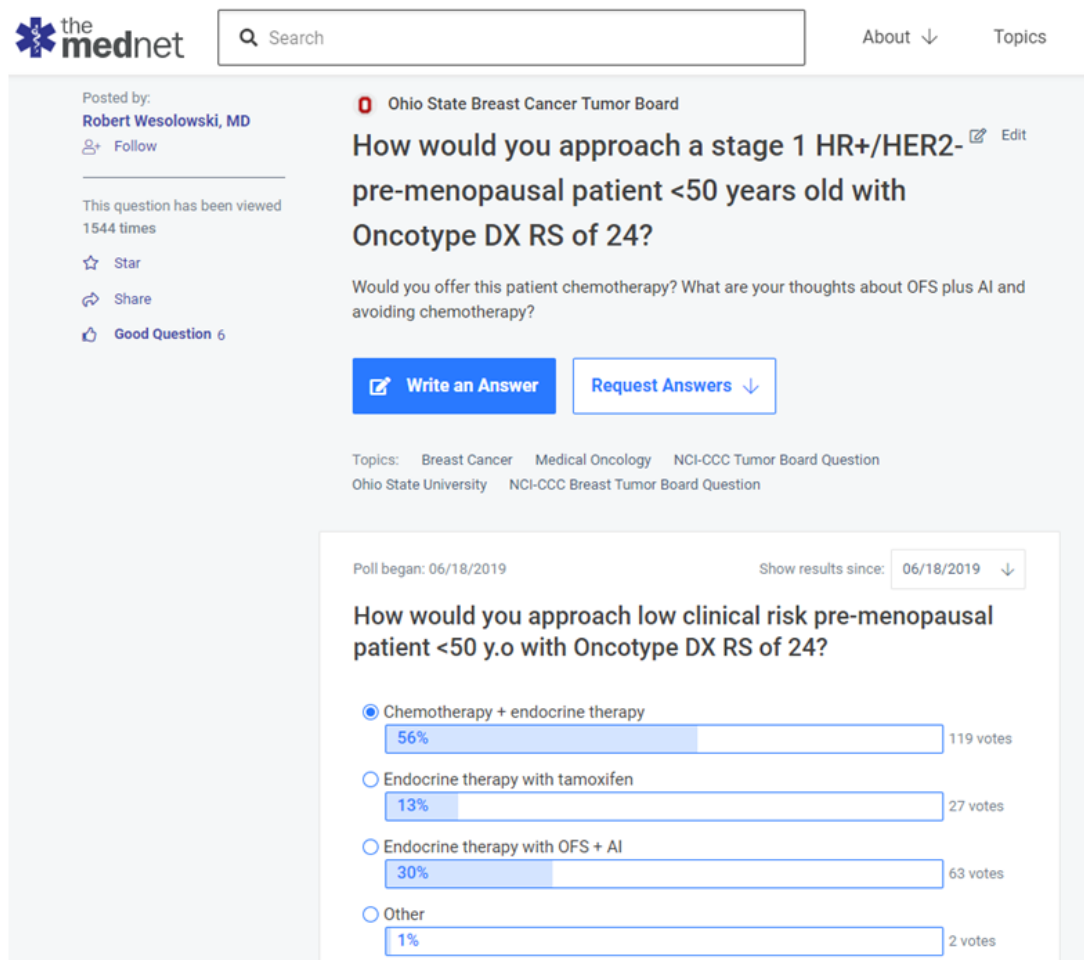 the
mednet
Search
About
Topics
Posted by:
Robert Wesolowski, MD
Follow
This question has been viewed
1544 times
Star
Share
Good Question 6
Ohio State Breast Cancer Tumor Board
How would you approach a stage 1 HR+/HER2-
Edit
pre-menopausal patient <50 years old with
Oncotype DX RS of 24?
Would you offer this patient chemotherapy? What are your thoughts about OFS plus AI and
avoiding chemotherapy?
Write an Answer
Request Answers
Topics: Breast Cancer Medical Oncology NCI-CCC Tumor Board Question
Ohio State University NCI-CCC Breast Tumor Board Question
Poll began: 06/18/2019
Show results since: 06/18/2019
How would you approach low clinical risk pre-menopausal
patient <50 y.o with Oncotype DX RS of 24?
Chemotherapy + endocrine therapy
56% 119 votes
Endocrine therapy with tamoxifen
13% 27 votes
Endocrine therapy with OFS + AI
30% 63 votes
Other
1% 2 votes